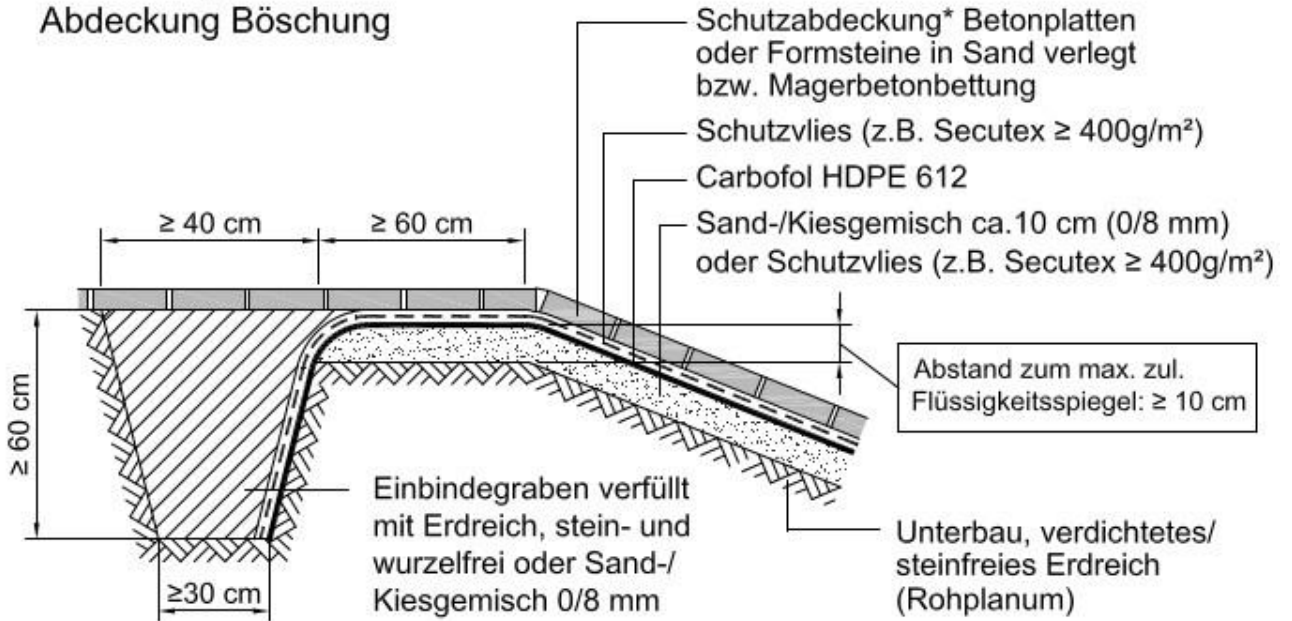 Abdeckung Böschung
Schutzabdeckung* Betonplatten
oder Formsteine in Sand verlegt
bzw. Magerbetonbettung
Schutzvlies (z.B. Secutex ≥ 400g/m²)
Carbofol HDPE 612
Sand-/Kiesgemisch ca.10 cm (0/8 mm)
oder Schutzvlies (z.B. Secutex ≥ 400g/m²)
≥ 40 cm
≥ 60 cm
Abstand zum max. zul.
Flüssigkeitsspiegel: ≥ 10 cm
≥ 60 cm
Einbindegraben verfüllt
mit Erdreich, stein- und
wurzelfrei oder Sand-/
Kiesgemisch 0/8 mm
Unterbau, verdichtetes/
steinfreies Erdreich
(Rohplanum)
≥30 cm